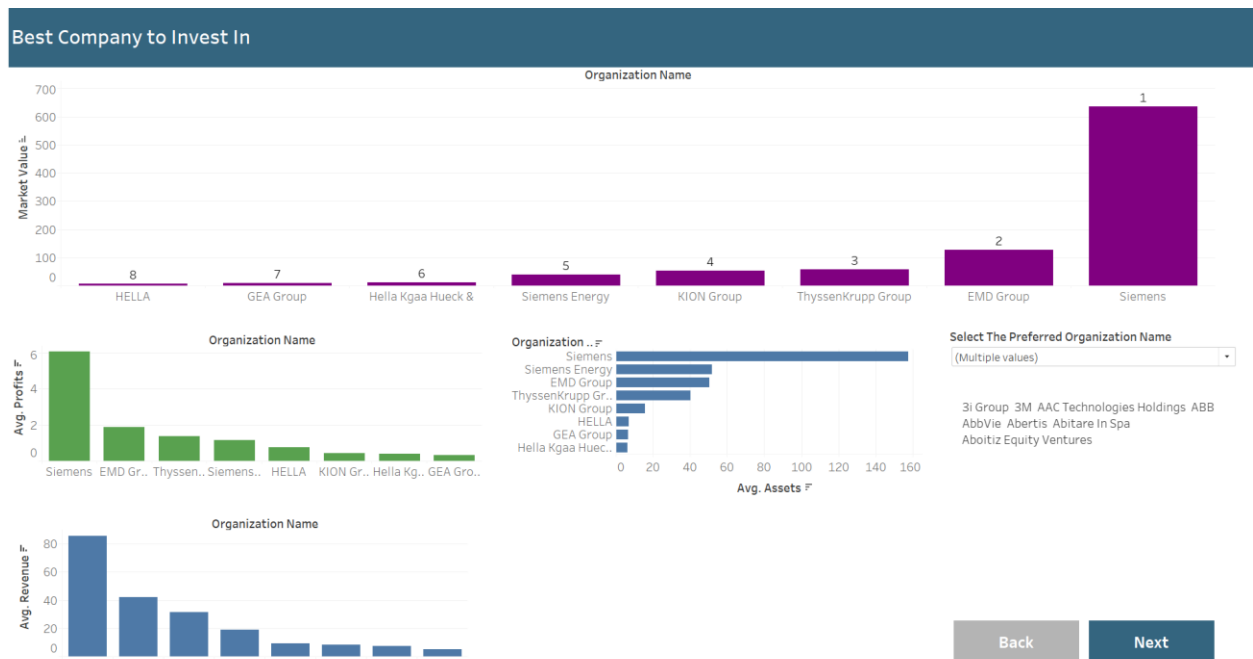 Best Company to Invest In
Organization Name
Market Value
700
600
500
400
300
200
100
0
8
7
6
5
4
3
2
1
HELLA
GEA Group
Hella Kgaa Hueck &
Siemens Energy
KION Group
ThyssenKrupp Group
EMD Group
Siemens
Organization Name
Avg. Profits
6
4
2
0
Siemens
EMD Gr..
Thyssen..
Siemens..
HELLA
KION Gr..
Hella Kg..
GEA Gro..
Organization ..
Siemens
Siemens Energy
EMD Group
ThyssenKrupp Gr..
KION Group
HELLA
GEA Group
Hella Kgaa Huec..
0
20
40
60
80
100
120
140
160
Avg. Assets
Select The Preferred Organization Name
(Multiple values)
3i Group 3M AAC Technologies Holdings ABB
AbbVie Abertis Abitare In Spa
Aboitiz Equity Ventures
Organization Name
Avg. Revenue
80
60
40
20
0
Back
Next